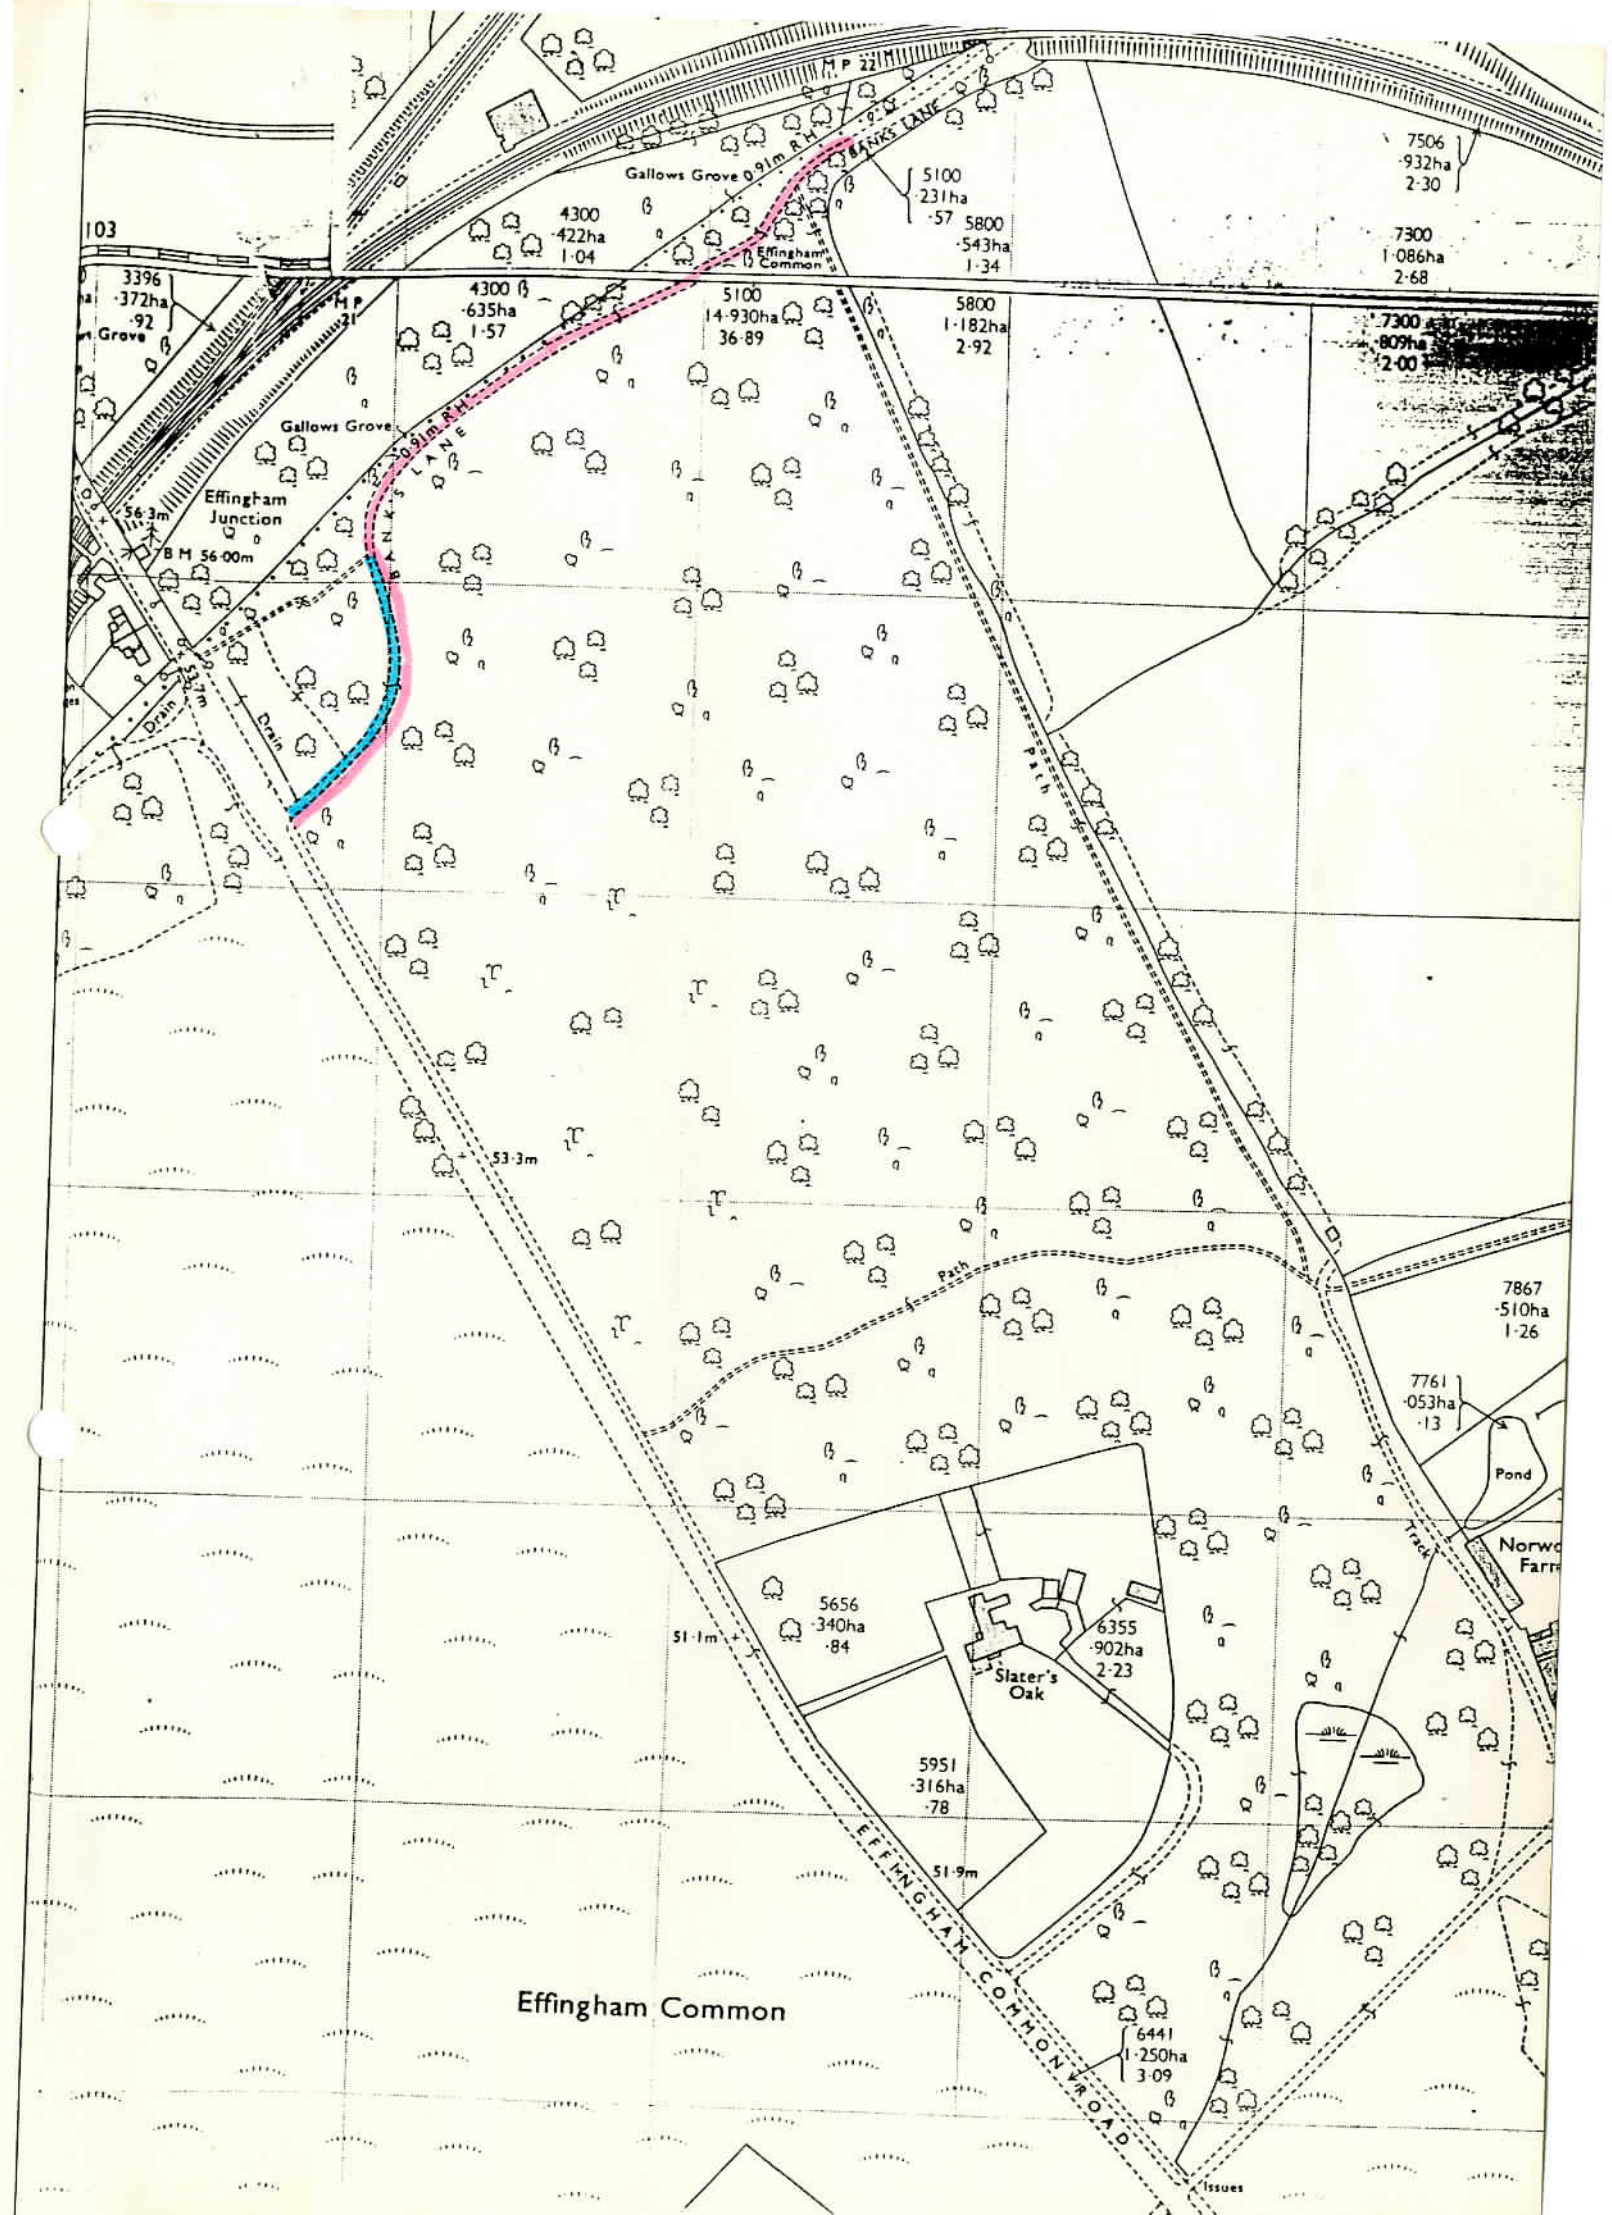 MP 22
BANKS LANE
Gallows Grove 0.91m RH
7506
·932ha
2·30
5100
·231ha
·57
4300
·422ha
1·04
5800
·543ha
1·34
103
Effingham
Common
7300
1·086ha
2·68
3396
·372ha
·92
Grove
MP
21
4300
·635ha
1·57
5100
14·930ha
36·89
5800
1·182ha
2·92
7300
·809ha
2·00
0.91m RH
BANK'S LANE
Gallows Grove
Effingham
Junction
56·3m
BM 56·00m
53·7m
Drain
Drain
Path
53·3m
Path
7867
·510ha
1·26
7761
·053ha
·13
Pond
Track
Norwo
Farm
5656
·340ha
·84
51·1m
6355
·902ha
2·23
Slater's
Oak
5951
·316ha
·78
51·9m
EFFINGHAM COMMON ROAD
Effingham Common
6441
1·250ha
3·09
Issues